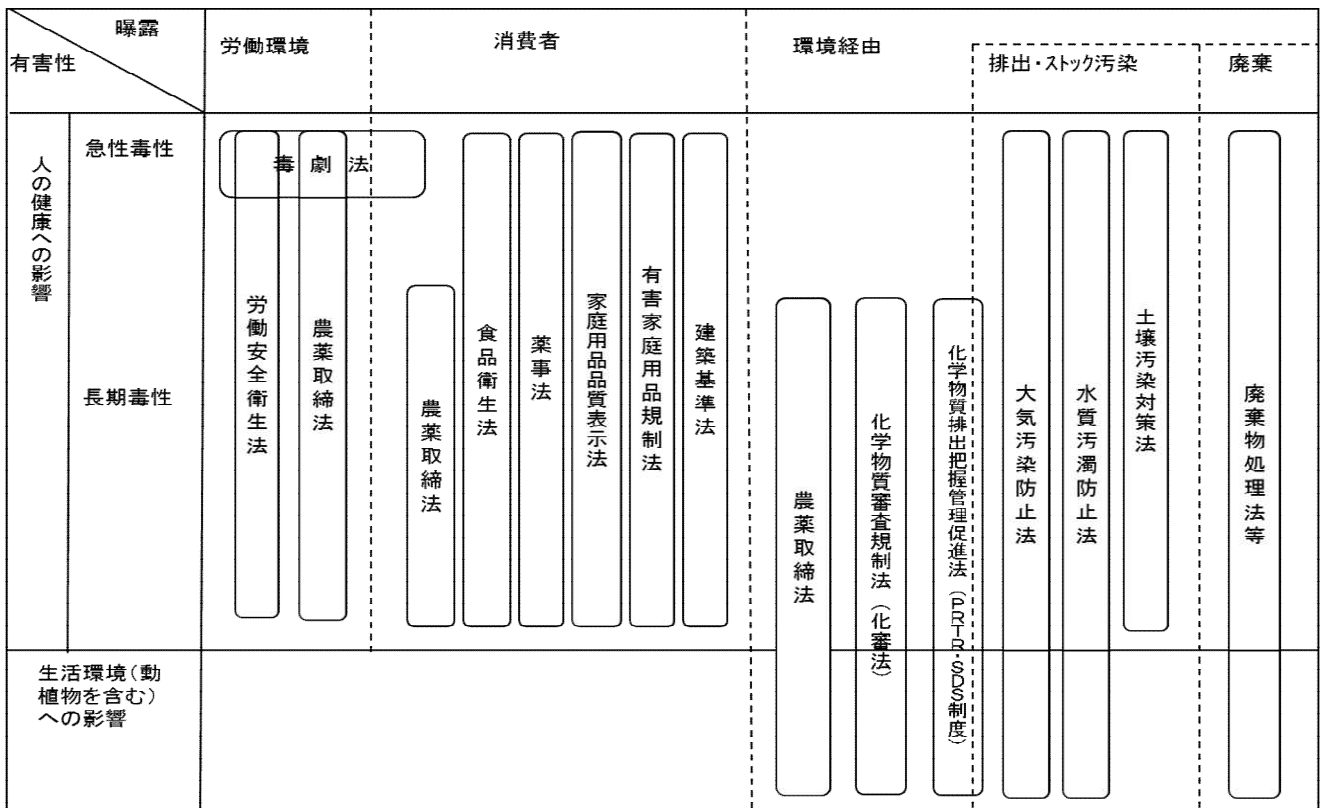 曝露
有害性
労働環境
消費者
環境経由
排出・ストック汚染
廃棄
人の健康への影響
急性毒性
長期毒性
毒劇法
労働安全衛生法
農薬取締法
農薬取締法
食品衛生法
薬事法
家庭用品品質表示法
有害家庭用品規制法
建築基準法
農薬取締法
化学物質審査規制法(化審法)
化学物質排出把握管理促進法(PRTR・SDS制度)
大気汚染防止法
水質汚濁防止法
土壌汚染対策法
廃棄物処理法等
生活環境(動
植物を含む)
への影響